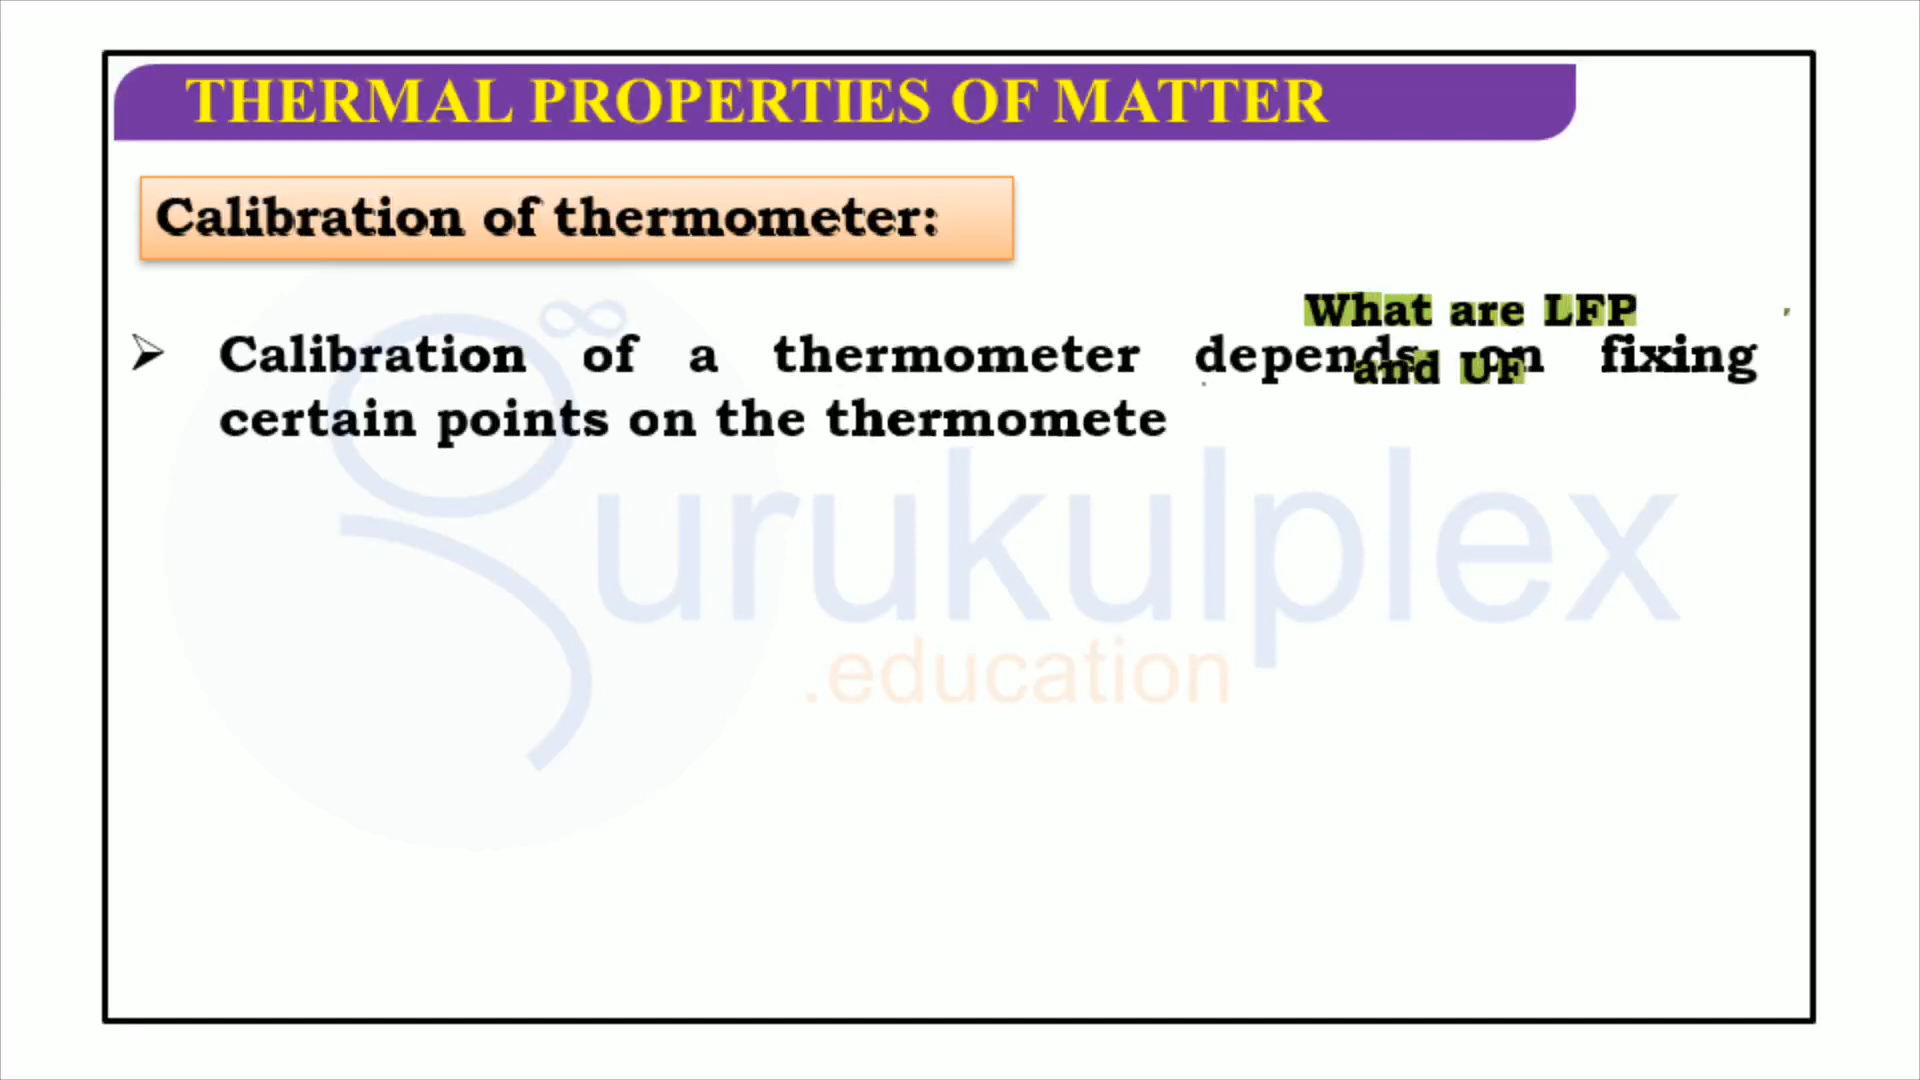 THERMAL PROPERTIES OF MATTER
Calibration of thermometer:
What are LFP
and UF
Calibration of a thermometer depends on fixing
certain points on the thermomete
urukulplex
.education